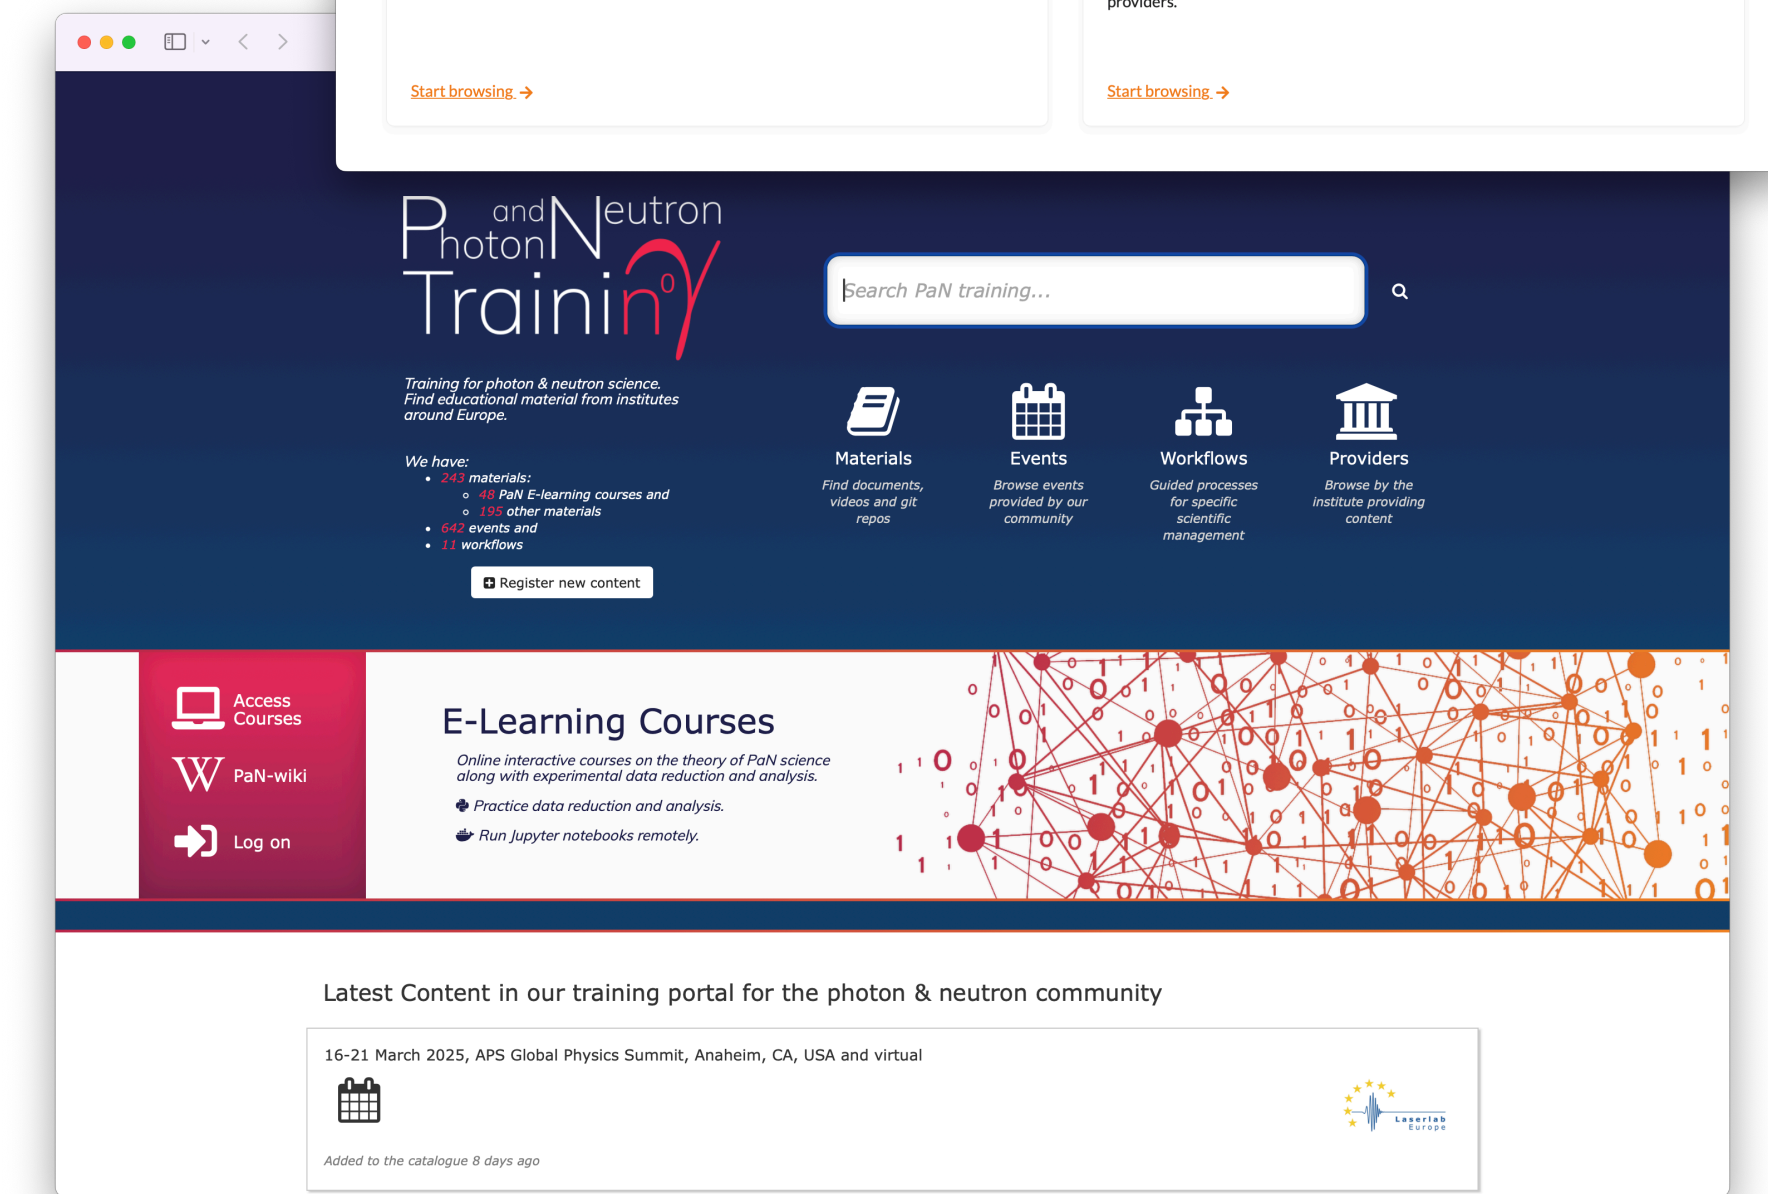 providers.
Start browsing
Start browsing
Photon and Neutron
Training
Search PaN training...
Training for photon & neutron science.
Find educational material from institutes
around Europe.
We have:
243 materials:
48 PaN E-learning courses and
195 other materials
642 events and
11 workflows
Register new content
Materials
Find documents,
videos and git
repos
Events
Browse events
provided by our
community
Workflows
Guided processes
for specific
scientific
management
Providers
Browse by the
institute providing
content
Access
Courses
PaN-wiki
Log on
E-Learning Courses
Online interactive courses on the theory of PaN science
along with experimental data reduction and analysis.
Practice data reduction and analysis.
Run Jupyter notebooks remotely.
Latest Content in our training portal for the photon & neutron community
16-21 March 2025, APS Global Physics Summit, Anaheim, CA, USA and virtual
Laserlab
Europe
Added to the catalogue 8 days ago